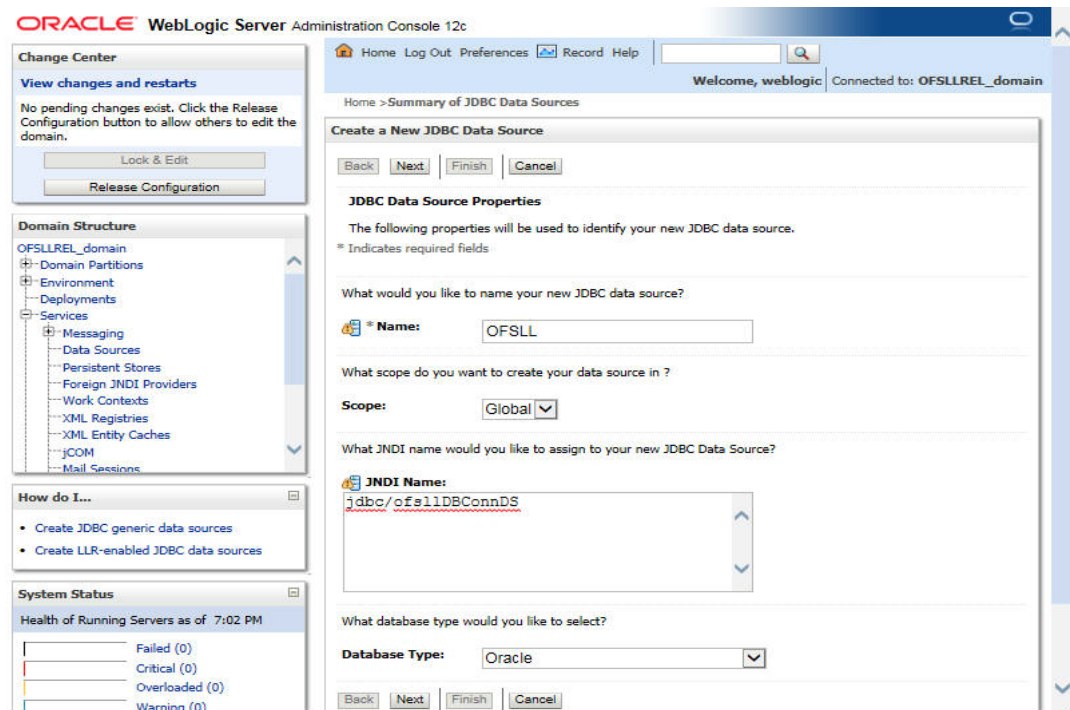 ORACLE WebLogic Server Administration Console 12c
Change Center
View changes and restarts
No pending changes exist. Click the Release
Configuration button to allow others to edit the
domain.
Lock & Edit
Release Configuration
Domain Structure
OFSLLREL_domain
Domain Partitions
Environment
Deployments
Services
Messaging
Data Sources
Persistent Stores
Foreign JNDI Providers
Work Contexts
XML Registries
XML Entity Caches
jCOM
Mail Sessions
How do I...
Create JDBC generic data sources
Create LLR-enabled JDBC data sources
System Status
Health of Running Servers as of 7:02 PM
Failed (0)
Critical (0)
Overloaded (0)
Warning (0)
Home Log Out Preferences Record Help
Welcome, weblogic Connected to: OFSLLREL_domain
Home >Summary of JDBC Data Sources
Create a New JDBC Data Source
Back Next Finish Cancel
JDBC Data Source Properties
The following properties will be used to identify your new JDBC data source.
* Indicates required fields
What would you like to name your new JDBC data source?
* Name: OFSLL
What scope do you want to create your data source in ?
Scope: Global
What JNDI name would you like to assign to your new JDBC Data Source?
JNDI Name:
jdbc/ofsllDBConnDS
What database type would you like to select?
Database Type: Oracle
Back Next Finish Cancel